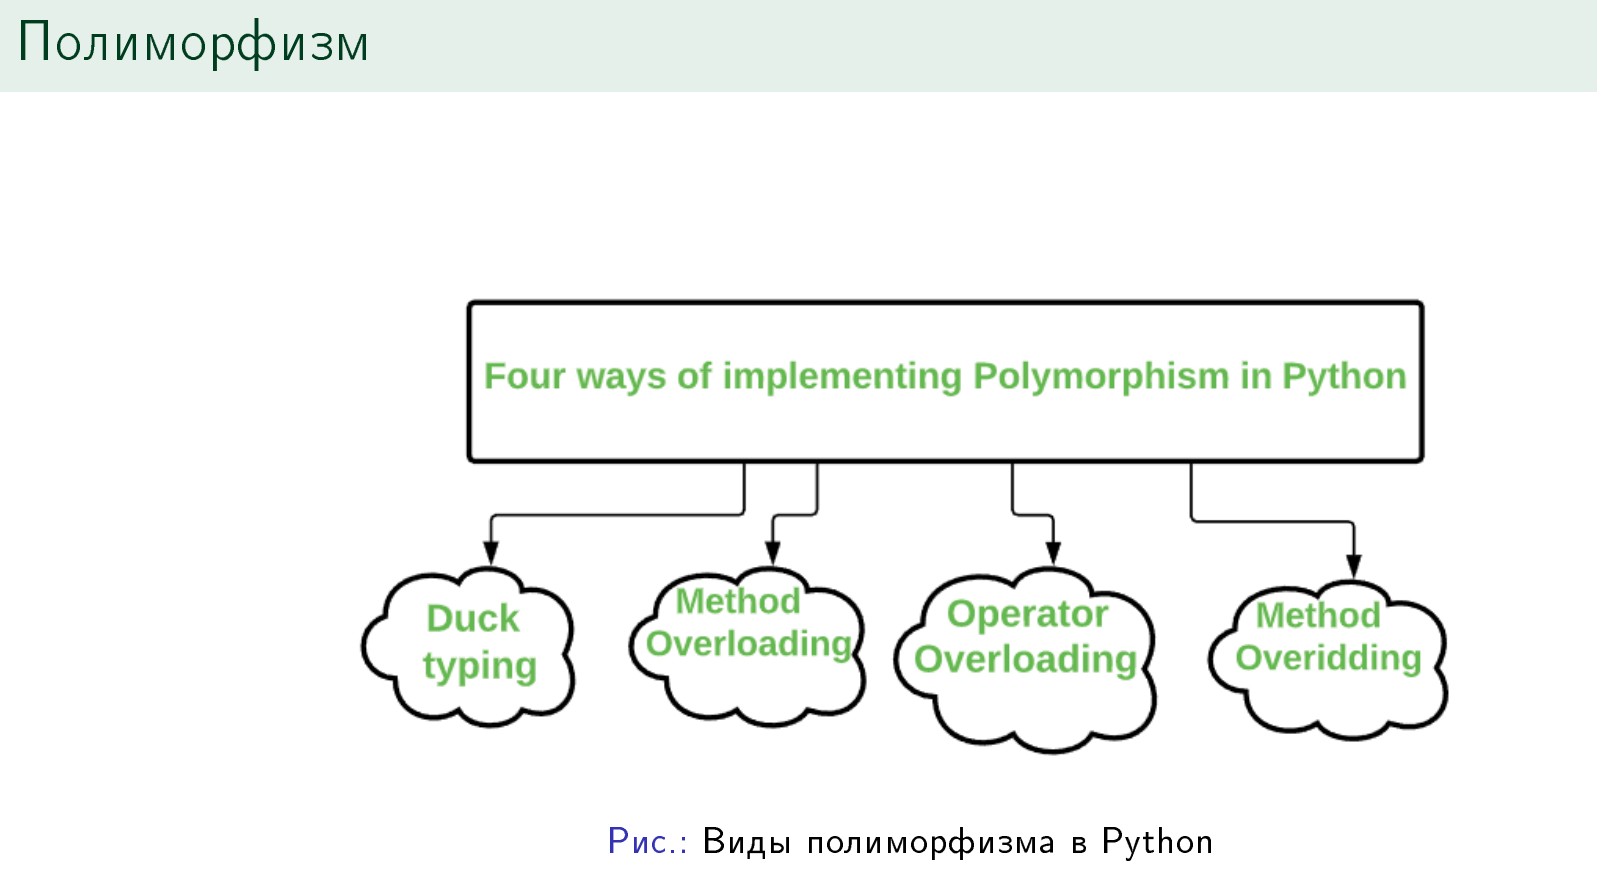 Полиморфизм
Four ways of implementing Polymorphism in Python
Duck
typing
Method
Overloading
Operator
Overloading
Method
Overidding
Рис.: Виды полиморфизма в Python